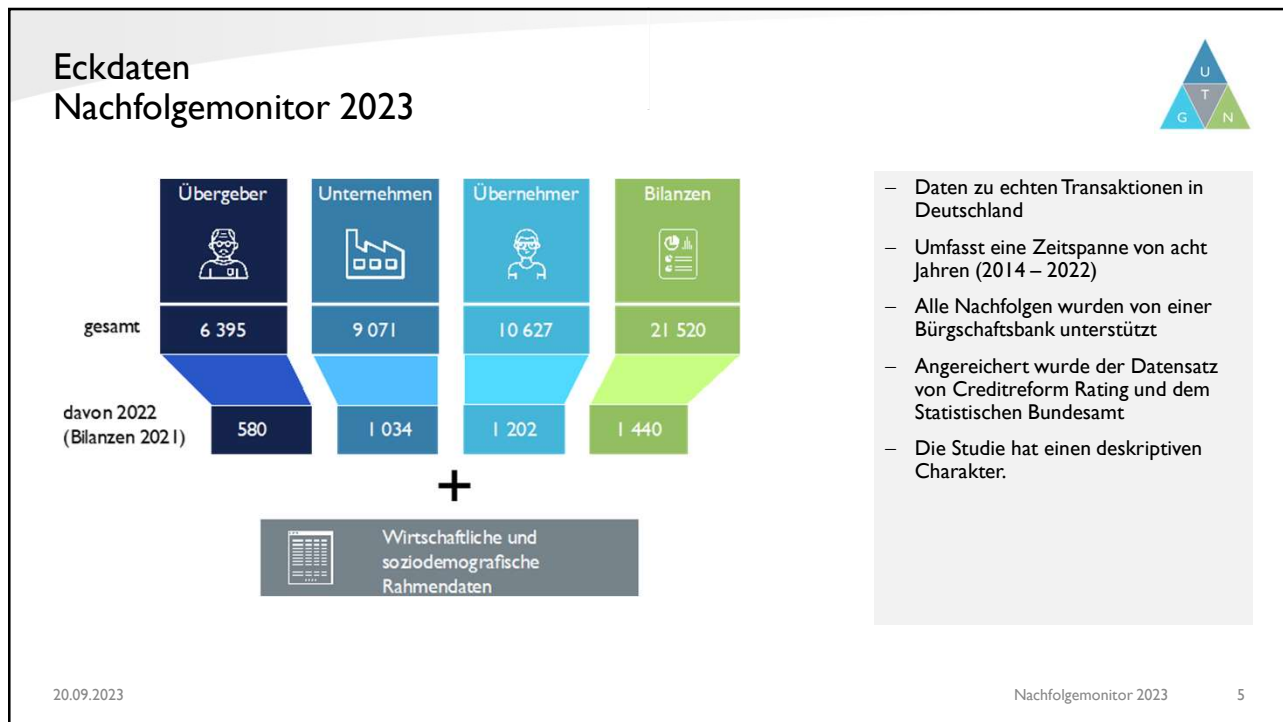 Eckdaten
Nachfolgemonitor 2023
U
T
G
N
Übergeber
Unternehmen
Übernehmer
Bilanzen
gesamt
6 395
9 071
10 627
21 520
davon 2022
(Bilanzen 2021)
580
1 034
1 202
1 440
+
Wirtschaftliche und
soziodemografische
Rahmendaten
– Daten zu echten Transaktionen in
Deutschland
– Umfasst eine Zeitspanne von acht
Jahren (2014 – 2022)
– Alle Nachfolgen wurden von einer
Bürgschaftsbank unterstützt
– Angereichert wurde der Datensatz
von Creditreform Rating und dem
Statistischen Bundesamt
– Die Studie hat einen deskriptiven
Charakter.
20.09.2023
Nachfolgemonitor 2023
5